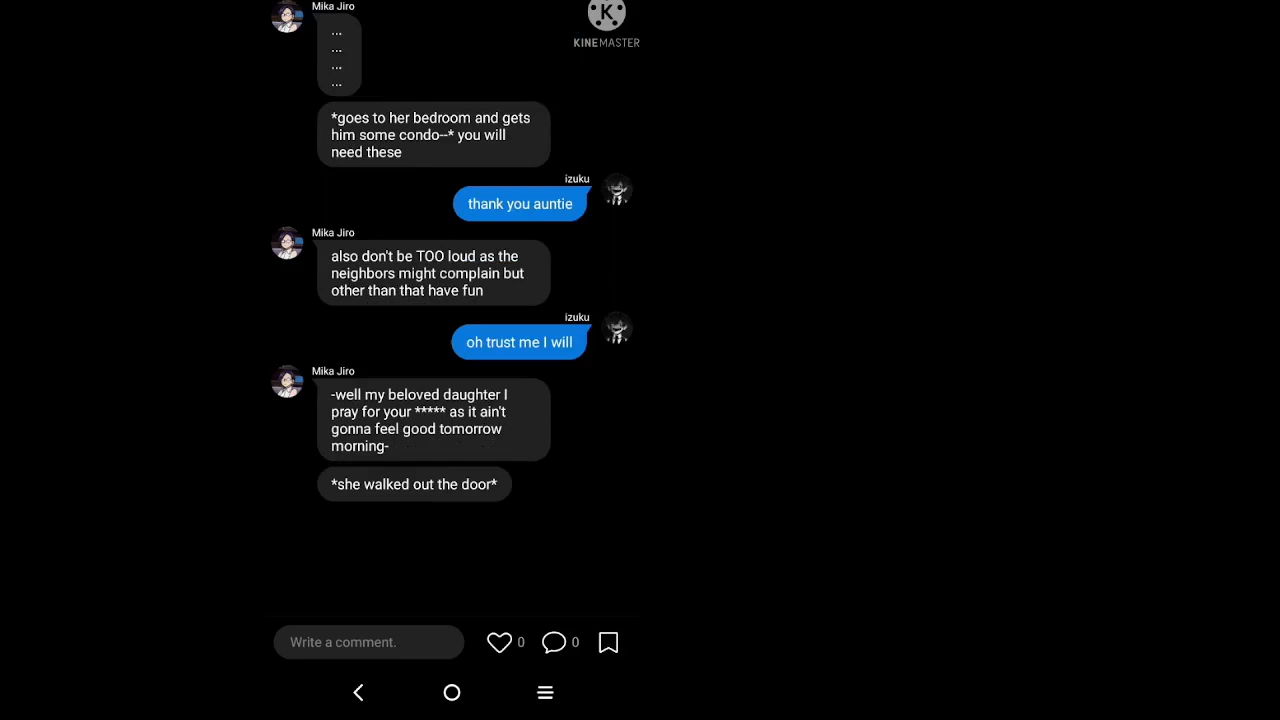 Mika Jiro
...
...
...
...
KINEMASTER
*goes to her bedroom and gets
him some condo--* you will
need these
izuku
thank you auntie
Mika Jiro
also don't be TOO loud as the
neighbors might complain but
other than that have fun
izuku
oh trust me I will
Mika Jiro
-well my beloved daughter I
pray for your ***** as it ain't
gonna feel good tomorrow
morning-
*she walked out the door*
Write a comment.
0
0